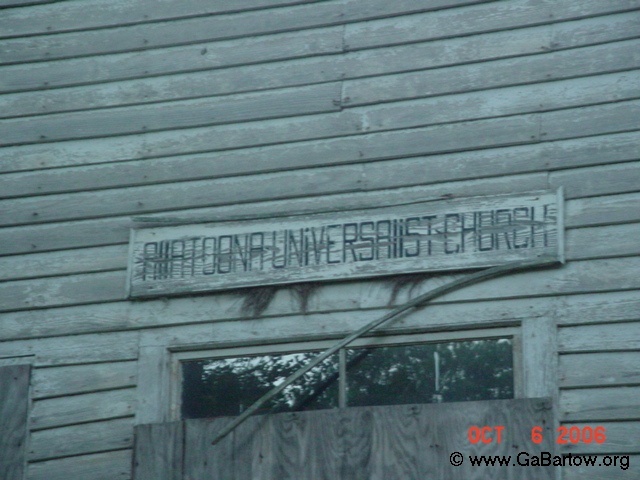 Allatoona Universalist Church
OCT 6 2006
© www.GaBartow.org